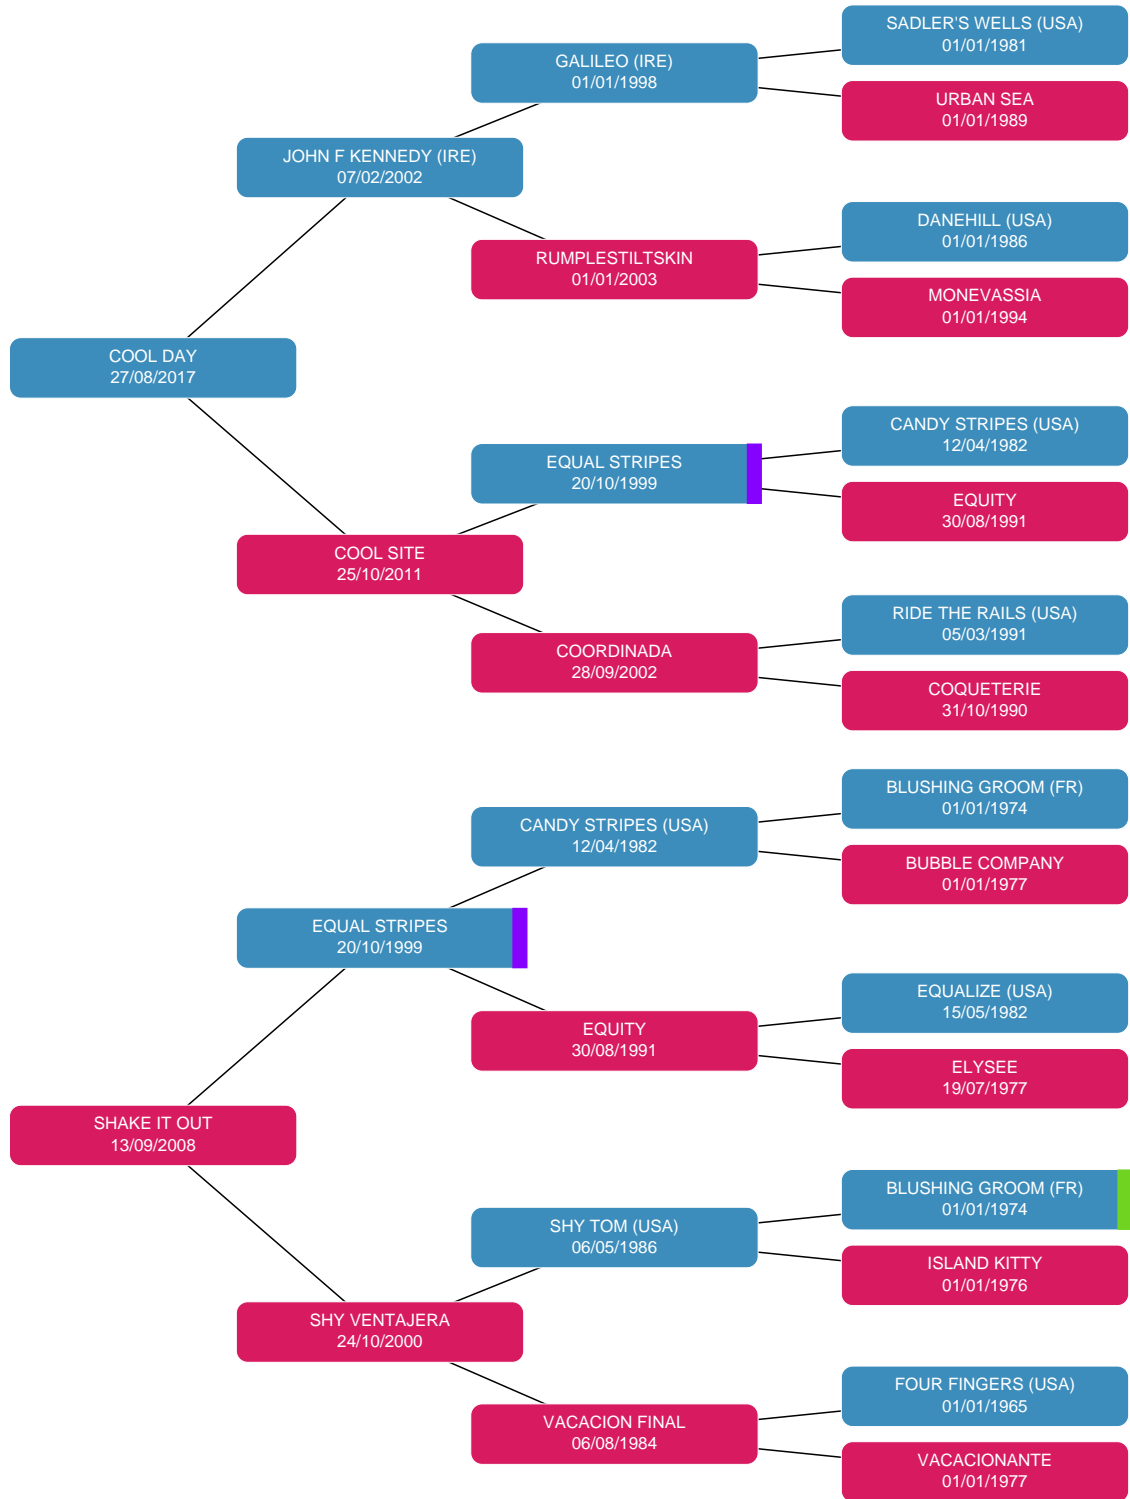 SADLER'S WELLS (USA)
01/01/1981
GALILEO (IRE)
01/01/1998
URBAN SEA
01/01/1989
JOHN F KENNEDY (IRE)
07/02/2002
DANEHILL (USA)
01/01/1986
RUMPLESTILTSKIN
01/01/2003
MONEVASSIA
01/01/1994
COOL DAY
27/08/2017
CANDY STRIPES (USA)
12/04/1982
EQUAL STRIPES
20/10/1999
EQUITY
30/08/1991
COOL SITE
25/10/2011
RIDE THE RAILS (USA)
05/03/1991
COORDINADA
28/09/2002
COQUETERIE
31/10/1990
BLUSHING GROOM (FR)
01/01/1974
CANDY STRIPES (USA)
12/04/1982
BUBBLE COMPANY
01/01/1977
EQUAL STRIPES
20/10/1999
EQUALIZE (USA)
15/05/1982
EQUITY
30/08/1991
ELYSEE
19/07/1977
SHAKE IT OUT
13/09/2008
BLUSHING GROOM (FR)
01/01/1974
SHY TOM (USA)
06/05/1986
ISLAND KITTY
01/01/1976
SHY VENTAJERA
24/10/2000
FOUR FINGERS (USA)
01/01/1965
VACACION FINAL
06/08/1984
VACACIONANTE
01/01/1977